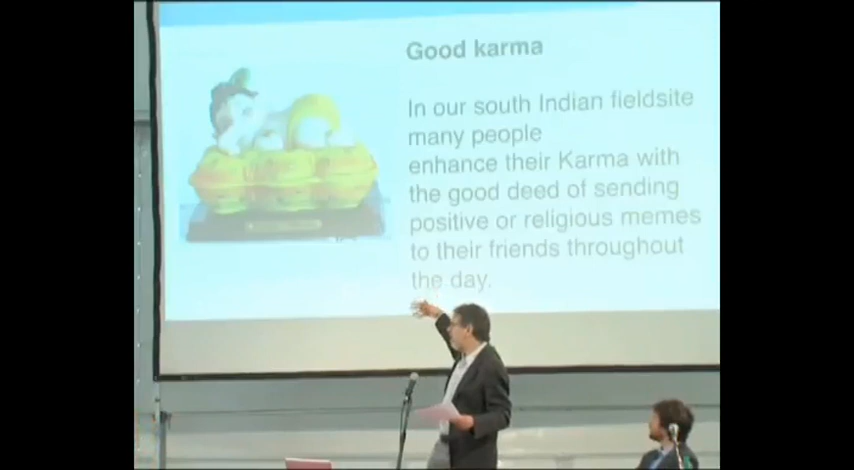 Good karma
In our south Indian fieldsite
many people
enhance their Karma with
the good deed of sending
positive or religious memes
to their friends throughout
the day.